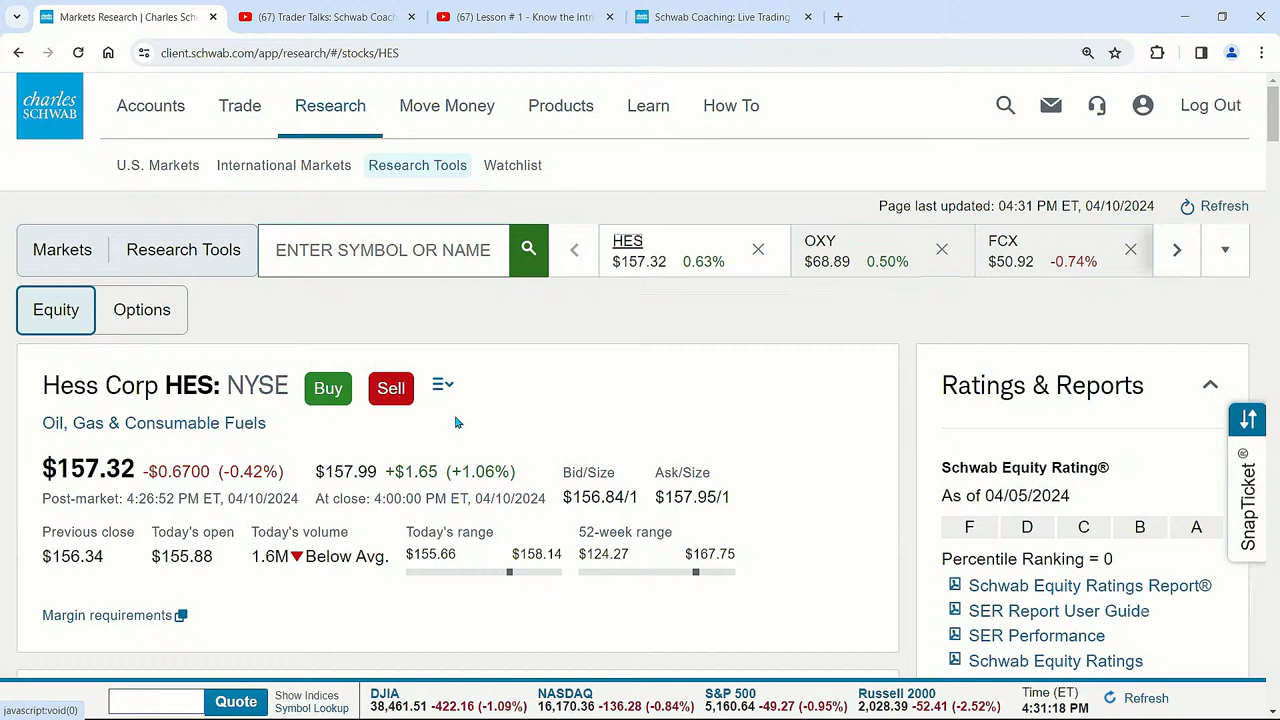 Markets Research | Charles Sch
(67) Trader Talks: Schwab Coac
(67) Lesson # 1 - Know the Intr
Schwab Coaching: Live Trading
client.schwab.com/app/research/#/stocks/HES
charles SCHWAB
Accounts Trade Research Move Money Products Learn How To Log Out
U.S. Markets International Markets Research Tools Watchlist
Page last updated: 04:31 PM ET, 04/10/2024 Refresh
Markets Research Tools ENTER SYMBOL OR NAME
HES
$157.32 0.63%
OXY
$68.89 0.50%
FCX
$50.92 -0.74%
Equity Options
Hess Corp HES: NYSE Buy Sell
Oil, Gas & Consumable Fuels
$157.32 -$0.6700 (-0.42%)
Post-market: 4:26:52 PM ET, 04/10/2024
$157.99 +$1.65 (+1.06%)
At close: 4:00:00 PM ET, 04/10/2024
Bid/Size
$156.84/1
Ask/Size
$157.95/1
Previous close
$156.34
Today's open
$155.88
Today's volume
1.6M▼Below Avg.
Today's range
$155.66 $158.14
52-week range
$124.27 $167.75
Margin requirements
Ratings & Reports
Schwab Equity Rating®
As of 04/05/2024
F D C B A
Percentile Ranking = 0
Schwab Equity Ratings Report®
SER Report User Guide
SER Performance
Schwab Equity Ratings
SnapTicket®
javascript:void(0)
Quote
Show Indices
Symbol Lookup
DJIA
38,461.51 -422.16 (-1.09%)
NASDAQ
16,170.36 -136.28 (-0.84%)
S&P 500
5,160.64 -49.27 (-0.95%)
Russell 2000
2,028.39 -52.41 (-2.52%)
Time (ET)
4:31:18 PM
Refresh